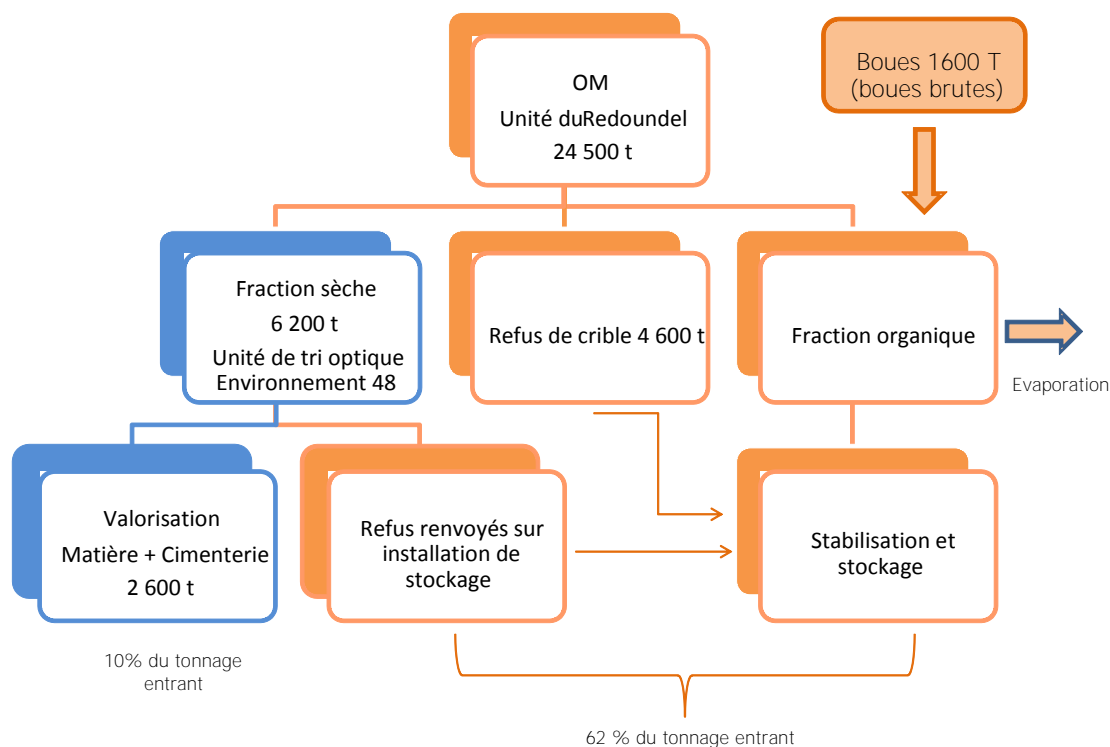 OM
Unité duRedoundel
24 500 t
Boues 1600 T
(boues brutes)
Fraction sèche
6 200 t
Unité de tri optique
Environnement 48
Refus de crible 4 600 t
Fraction organique
Evaporation
Valorisation
Matière + Cimenterie
2 600 t
Refus renvoyés sur
installation de
stockage
Stabilisation et
stockage
10% du tonnage
entrant
62 % du tonnage entrant